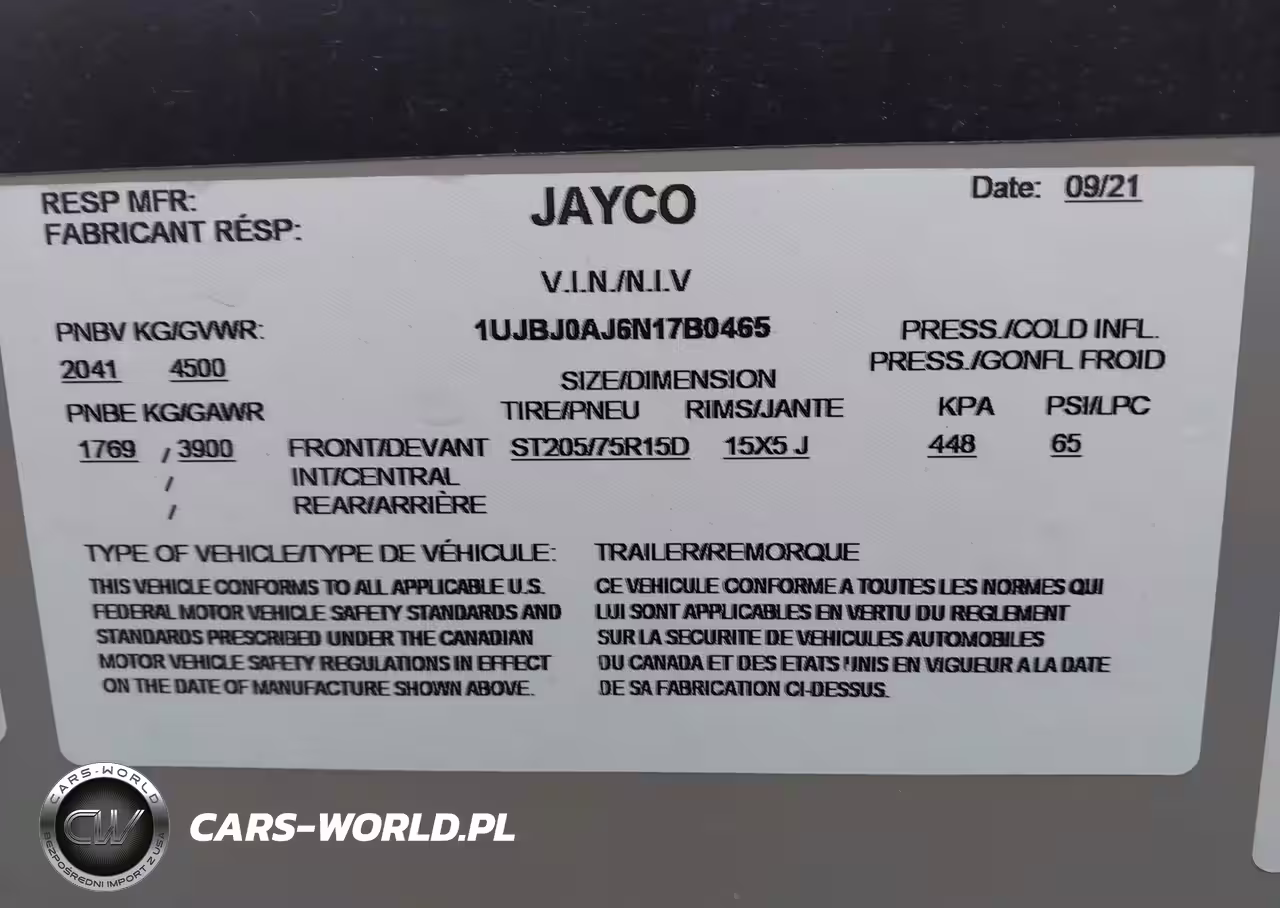 RESP MFR:
FABRICANT RÉSP:
JAYCO
Date: 09/21
V.I.N./N.I.V
PNBV KG/GVWR:
1UJBJ0AJ6N17B0465
PRESS./COLD INFL.
PRESS./GONFL FROID
2041 4500
SIZE/DIMENSION
PNBE KG/GAWR
TIRE/PNEU RIMS/JANTE
KPA PSI/LPC
1769 / 3900 FRONT/DEVANT ST205/75R15D 15X5 J 448 65
/ INT/CENTRAL
/ REAR/ARRIÈRE
TYPE OF VEHICLE/TYPE DE VÉHICULE: TRAILER/REMORQUE
THIS VEHICLE CONFORMS TO ALL APPLICABLE U.S.
FEDERAL MOTOR VEHICLE SAFETY STANDARDS AND
STANDARDS PRESCRIBED UNDER THE CANADIAN
MOTOR VEHICLE SAFETY REGULATIONS IN EFFECT
ON THE DATE OF MANUFACTURE SHOWN ABOVE.
CE VEHICULE CONFORME A TOUTES LES NORMES QUI
LUI SONT APPLICABLES EN VERTU DU REGLEMENT
SUR LA SECURITE DE VEHICULES AUTOMOBILES
DU CANADA ET DES ETATS UNIS EN VIGUEUR A LA DATE
DE SA FABRICATION CI-DESSUS.
CARS-WORLD
CW
BEZPOŚREDNI IMPORT Z USA
CARS-WORLD.PL